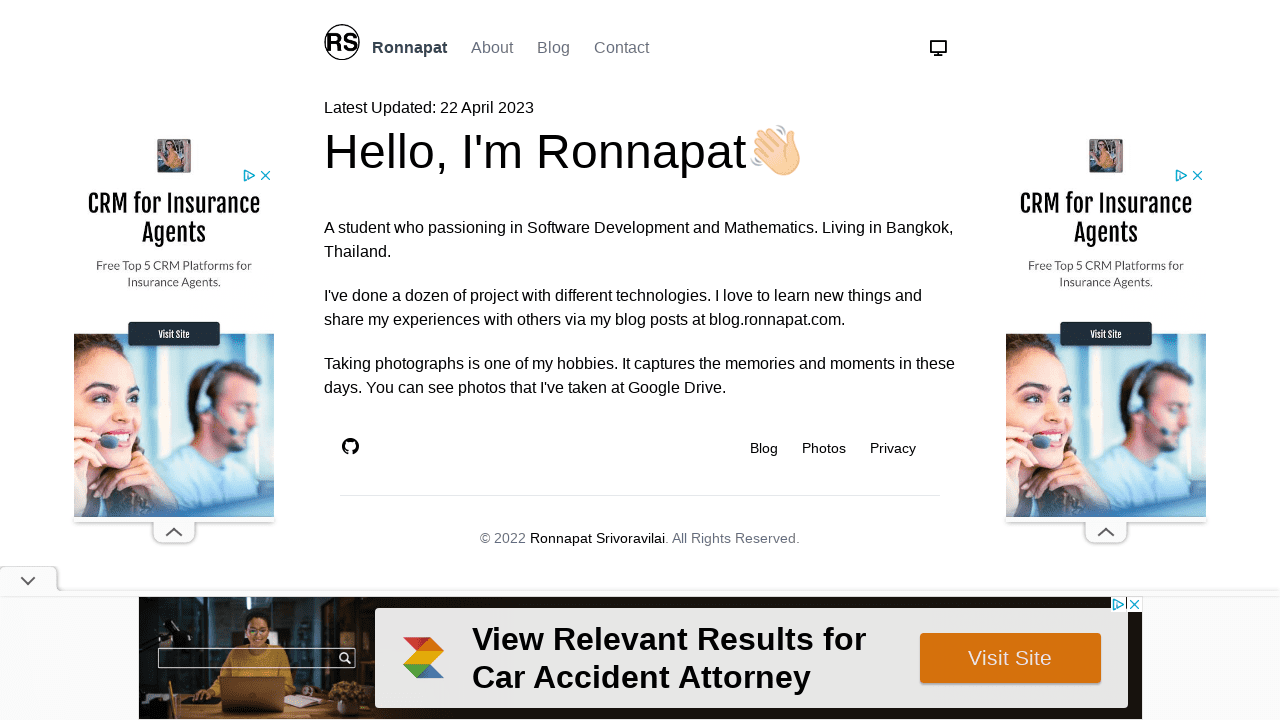 RS
Ronnapat About Blog Contact
Latest Updated: 22 April 2023
Hello, I'm Ronnapat
A student who passioning in Software Development and Mathematics. Living in Bangkok,
Thailand.
I've done a dozen of project with different technologies. I love to learn new things and
share my experiences with others via my blog posts at blog.ronnapat.com.
Taking photographs is one of my hobbies. It captures the memories and moments in these
days. You can see photos that I've taken at Google Drive.
Blog Photos Privacy
© 2022 Ronnapat Srivoravilai. All Rights Reserved.
CRM for Insurance
Agents
Free Top 5 CRM Platforms for
Insurance Agents.
Visit Site
CRM for Insurance
Agents
Free Top 5 CRM Platforms for
Insurance Agents.
Visit Site
View Relevant Results for
Car Accident Attorney
Visit Site